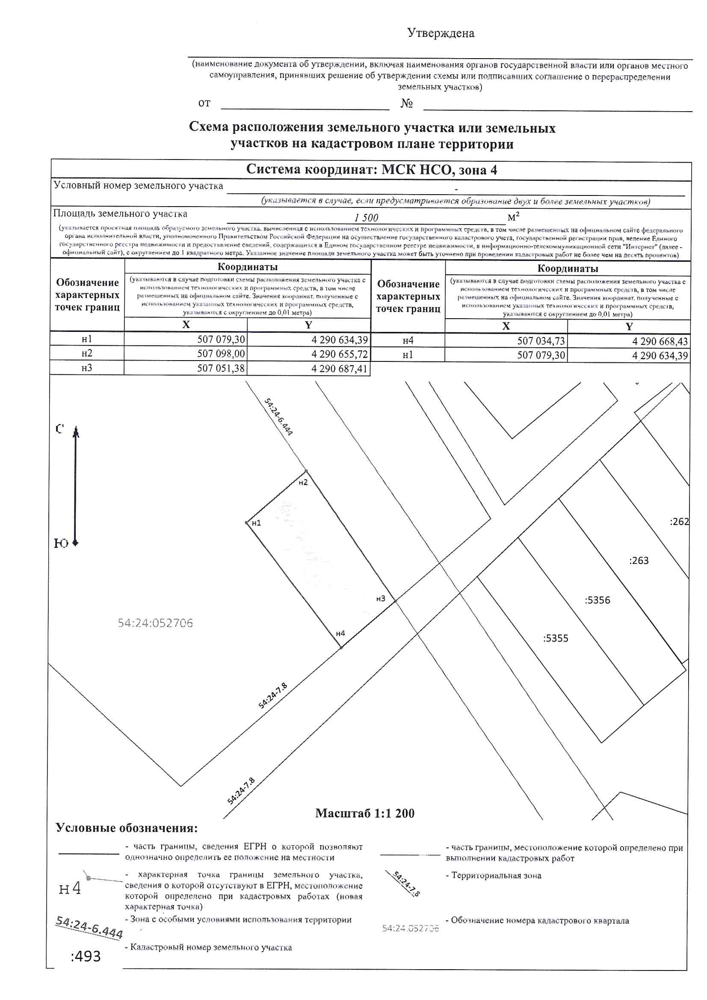 Утверждена
(наименование документа об утверждении, включая наименования органов государственной власти или органов местного
самоуправления, принявших решение об утверждении схемы или подписавших соглашение о перераспределении
земельных участков)
от № 
Схема расположения земельного участка или земельных
участков на кадастровом плане территории
Система координат: МСК НСО, зона 4
Условный номер земельного участка -
(указывается в случае, если предусматривается образование двух и более земельных участков)
Площадь земельного участка 1 500 м²
(указывается проектная площадь образуемого земельного участка, вычисленная с использованием технологических и программных средств, в том числе размещенных на официальном сайте федерального
органа исполнительной власти, уполномоченного Правительством Российской Федерации на осуществление государственного кадастрового учета, государственной регистрации прав, ведение Единого
государственного реестра недвижимости и предоставление сведений, содержащихся в Едином государственном реестре недвижимости, в информационно-телекоммуникационной сети "Интернет" (далее -
официальный сайт), с округлением до 1 квадратного метра. Указанное значение площади земельного участка может быть уточнено при проведении кадастровых работ не более чем на десять процентов)
Обозначение
характерных
точек границ
Координаты
(указываются в случае подготовки схемы расположения земельного участка с
использованием технологических и программных средств, в том числе
размещенных на официальном сайте. Значения координат, полученные с
использованием указанных технологических и программных средств,
указываются с округлением до 0,01 метра)
X Y
Обозначение
характерных
точек границ
Координаты
(указываются в случае подготовки схемы расположения земельного участка с
использованием технологических и программных средств, в том числе
размещенных на официальном сайте. Значения координат, полученные с
использованием указанных технологических и программных средств,
указываются с округлением до 0,01 метра)
X Y
н1 507 079,30 4 290 634,39 н4 507 034,73 4 290 668,43
н2 507 098,00 4 290 655,72 н1 507 079,30 4 290 634,39
н3 507 051,38 4 290 687,41
54:24-6.444
С
н2
н1
:262
Ю
:263
н3
:5356
54:24:052706
н4
:5355
54:24-7.8
54:24-7.8
Масштаб 1:1 200
Условные обозначения:
- часть границы, сведения ЕГРН о которой позволяют
однозначно определить ее положение на местности
- часть границы, местоположение которой определено при
выполнении кадастровых работ
н4
- характерная точка границы земельного участка,
сведения о которой отсутствуют в ЕГРН, местоположение
которой определено при кадастровых работах (новая
характерная точка)
54:24-7.8
- Территориальная зона
54:24-6.444
- Зона с особыми условиями использования территории
54:24:052706
- Обозначение номера кадастрового квартала
:493
- Кадастровый номер земельного участка